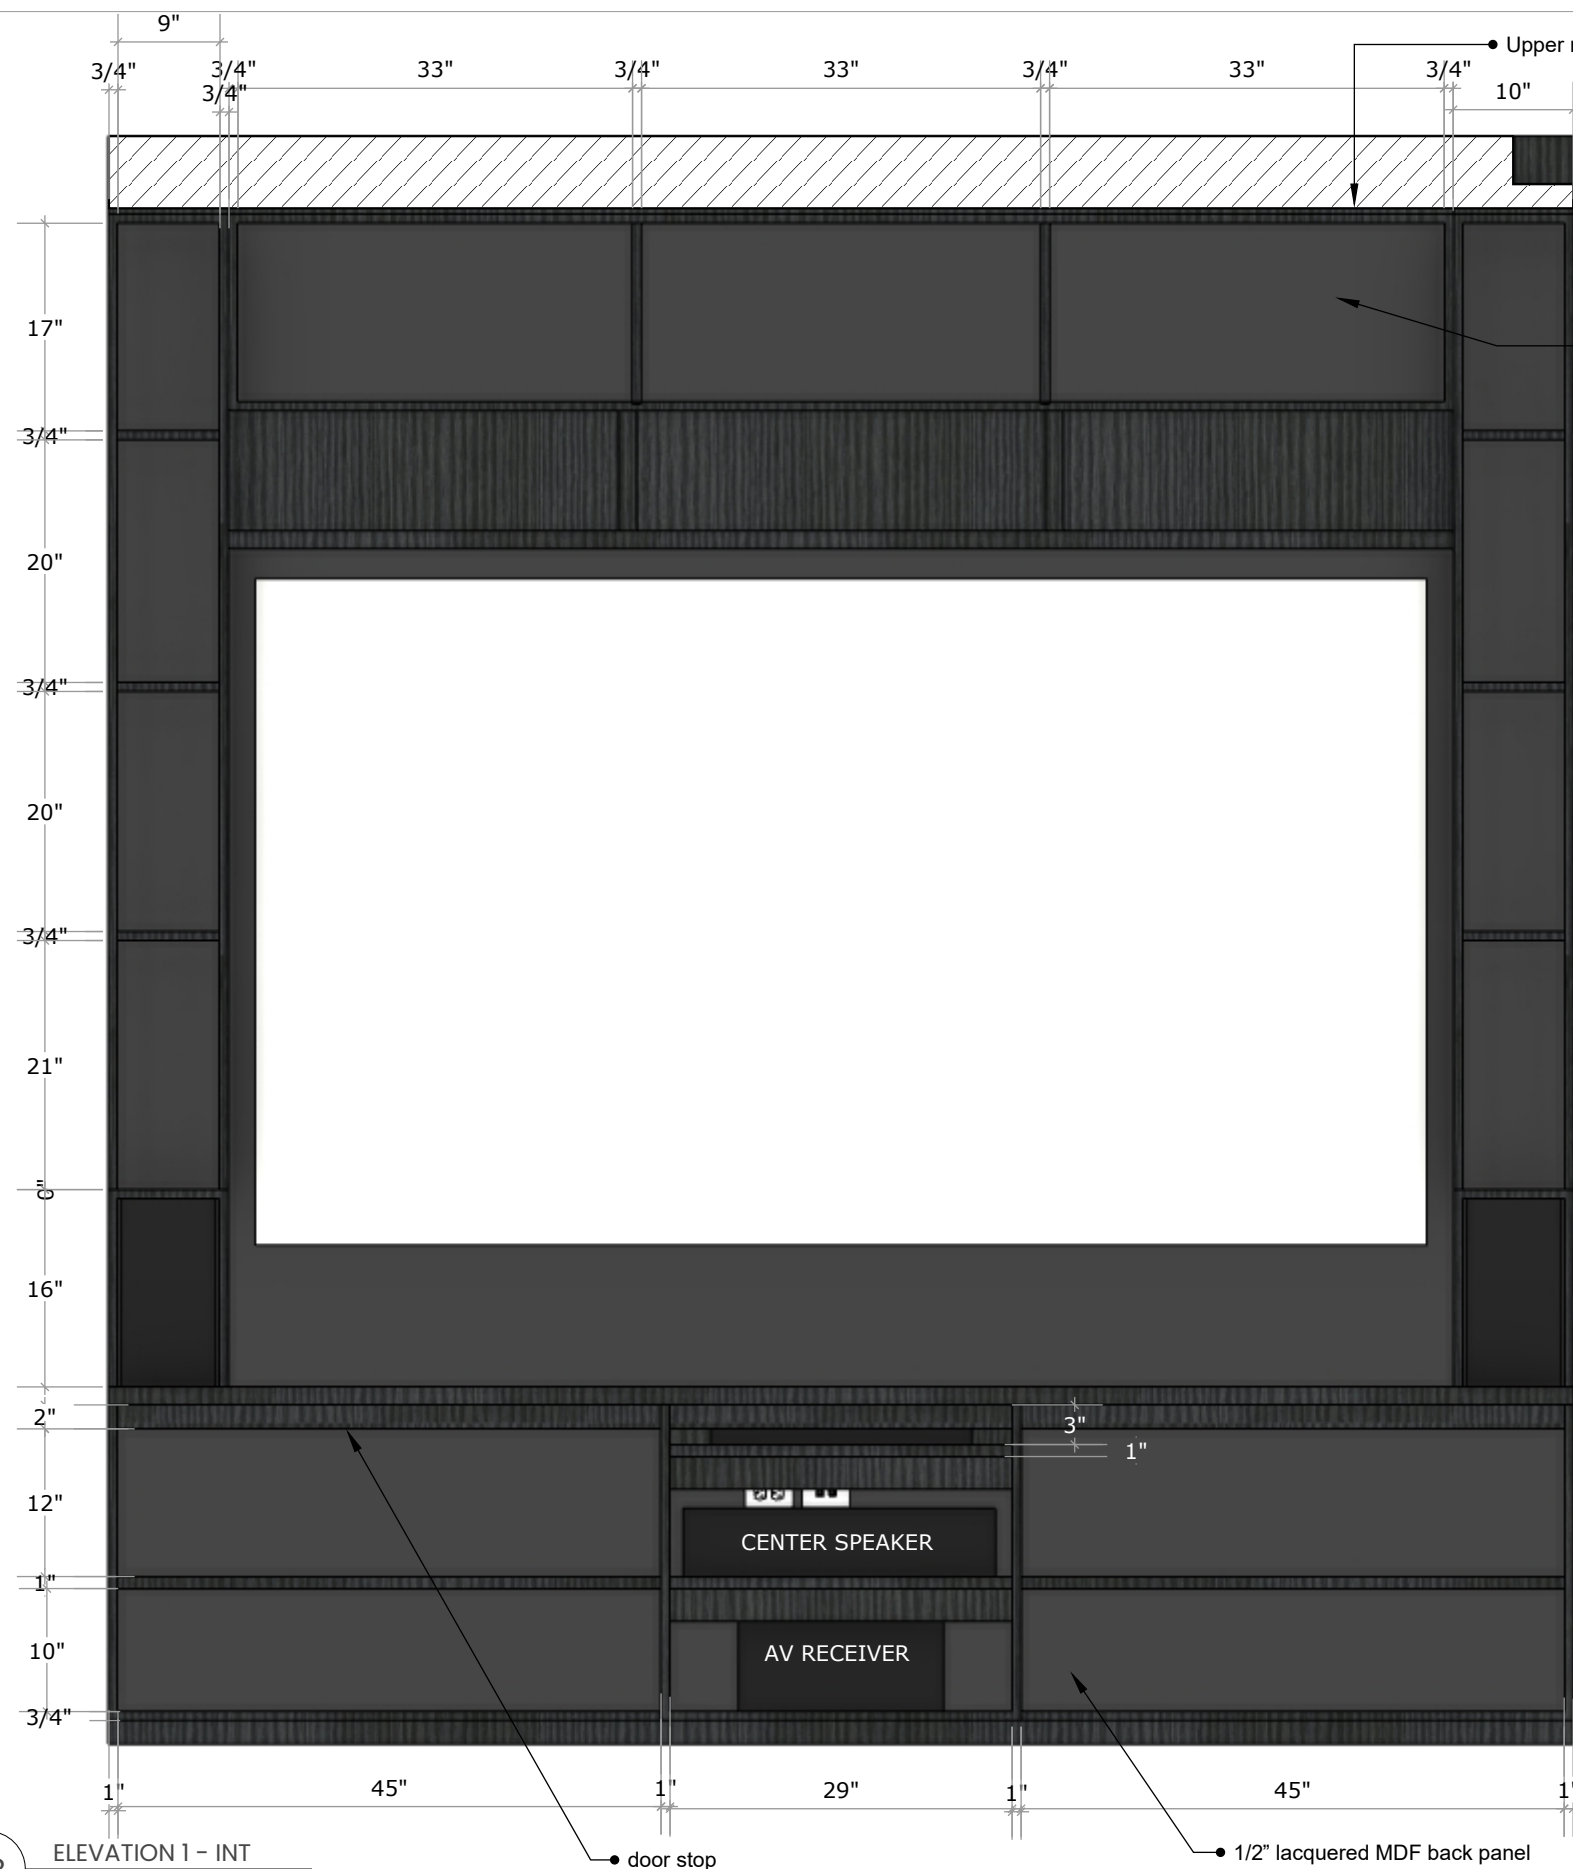 9"
3/4" 3/4" 33" 3/4" 33" 3/4" 33" 3/4"
3/4" 10"
Upper
17"
3/4"
20"
3/4"
20"
3/4"
21"
16"
2"
3"
1"
12"
CENTER SPEAKER
1"
10"
AV RECEIVER
3/4"
1" 45" 1" 29" 1" 45" 1"
ELEVATION 1 - INT
door stop
1/2” lacquered MDF back panel